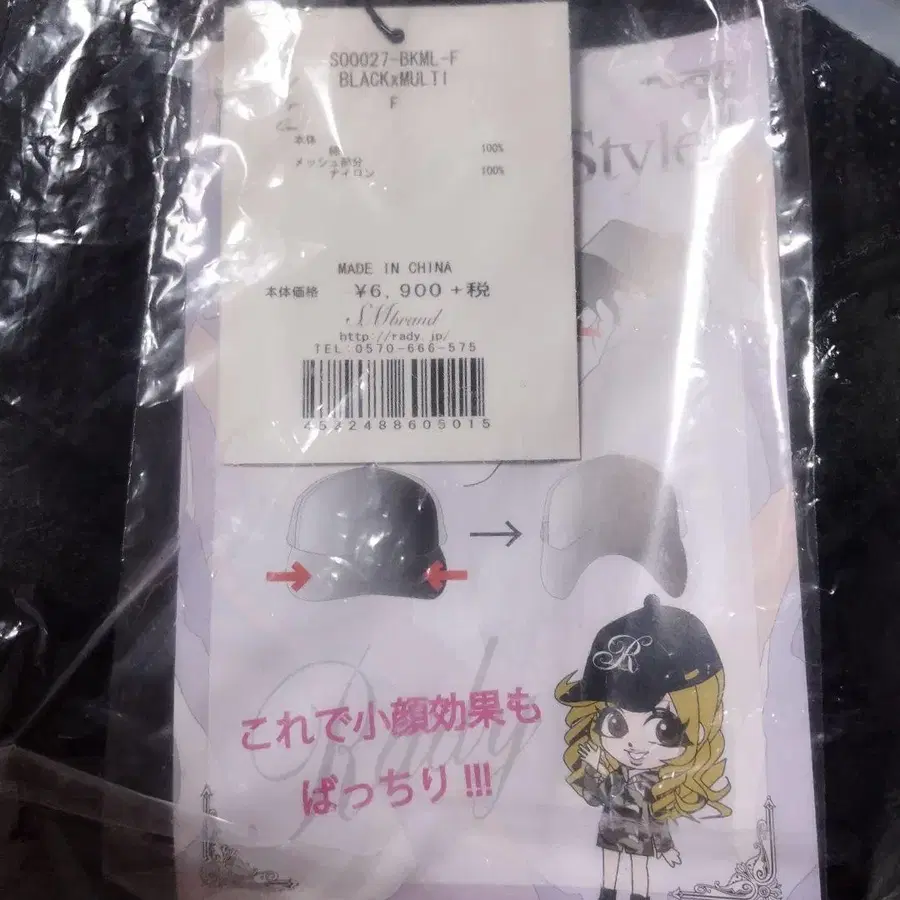 S00027-BKML-F
BLACKxMULTI
F
本体
綿 100%
メッシュ部分
ナイロン 100%
MADE IN CHINA
本体価格 ¥6,900+税
http://rady.jp/
TEL:0570-666-575
4582488605015
Style
R
Rady
これで小顔効果も
ばっちり!!!